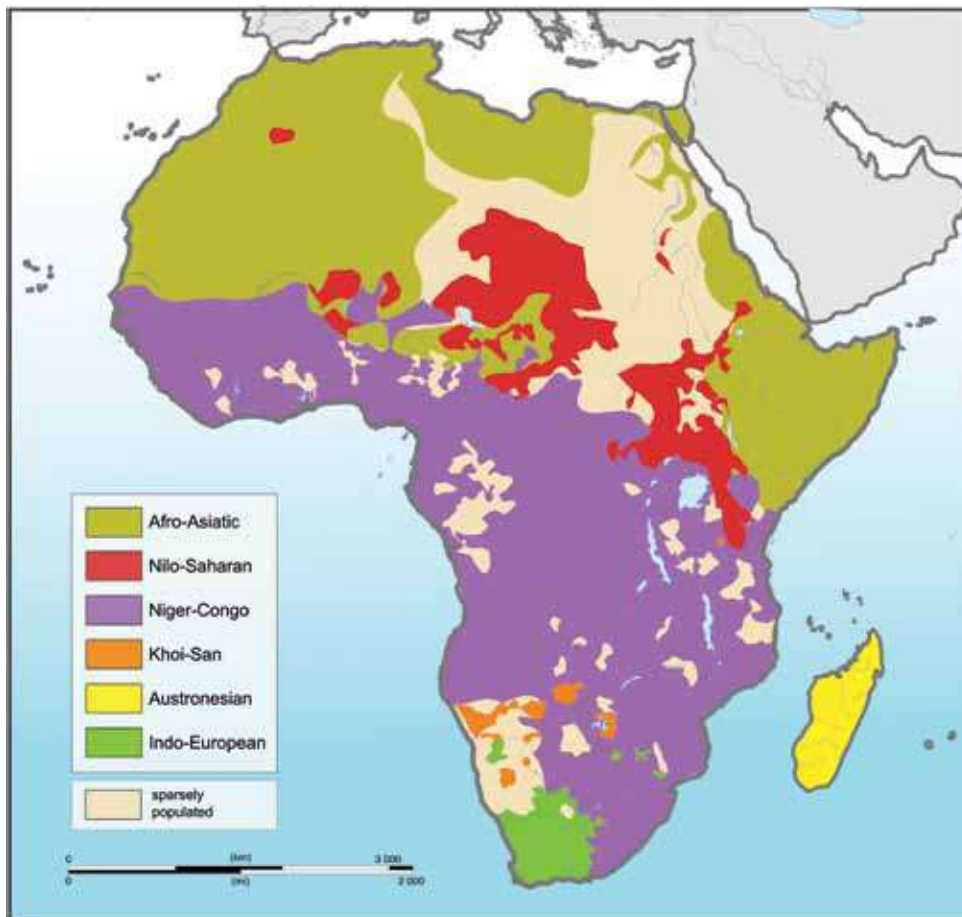 Afro-Asiatic
Nilo-Saharan
Niger-Congo
Khoi-San
Austronesian
Indo-European
sparsely
populated
0 (km) 3 000
0 (mi) 2 000